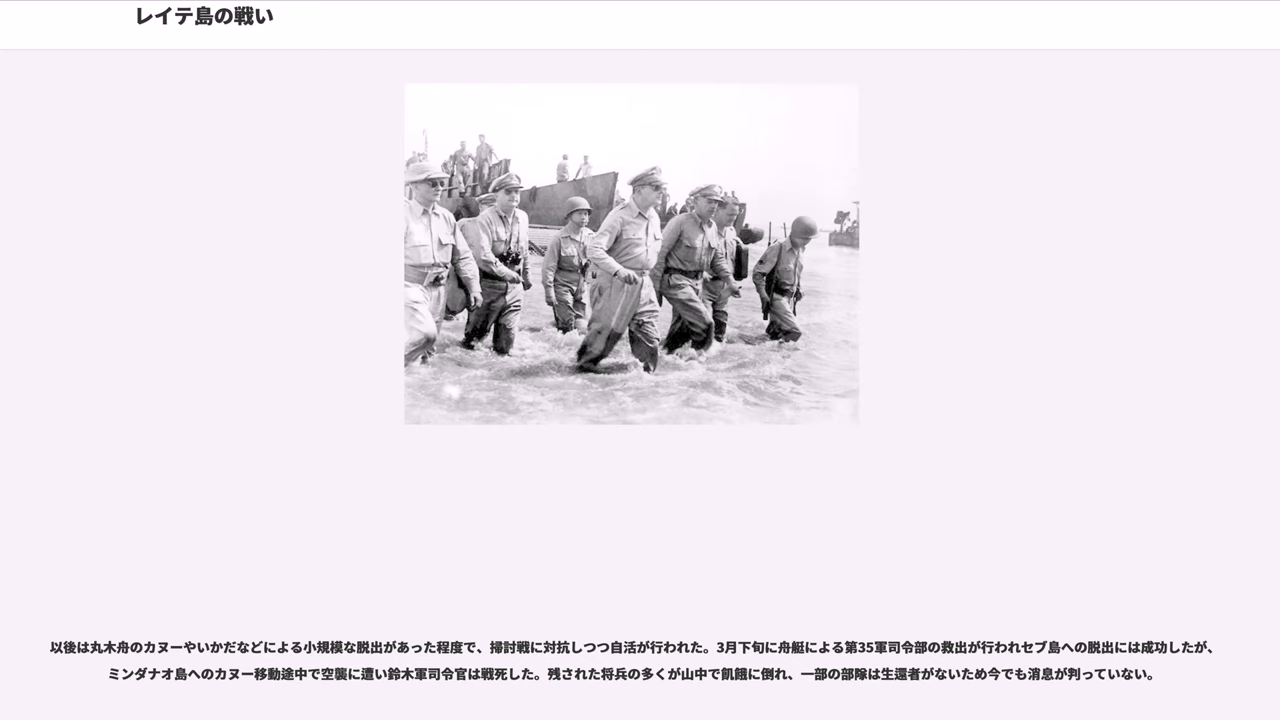 レイテ島の戦い
以後は丸木舟のカヌーやいかだなどによる小規模な脱出があった程度で、掃討戦に対抗しつつ自活が行われた。3月下旬に舟艇による第35軍司令部の救出が行われセブ島への脱出には成功したが、
ミンダナオ島へのカヌー移動途中で空襲に遭い鈴木軍司令官は戦死した。残された将兵の多くが山中で飢餓に倒れ、一部の部隊は生還者がないため今でも消息が判っていない。